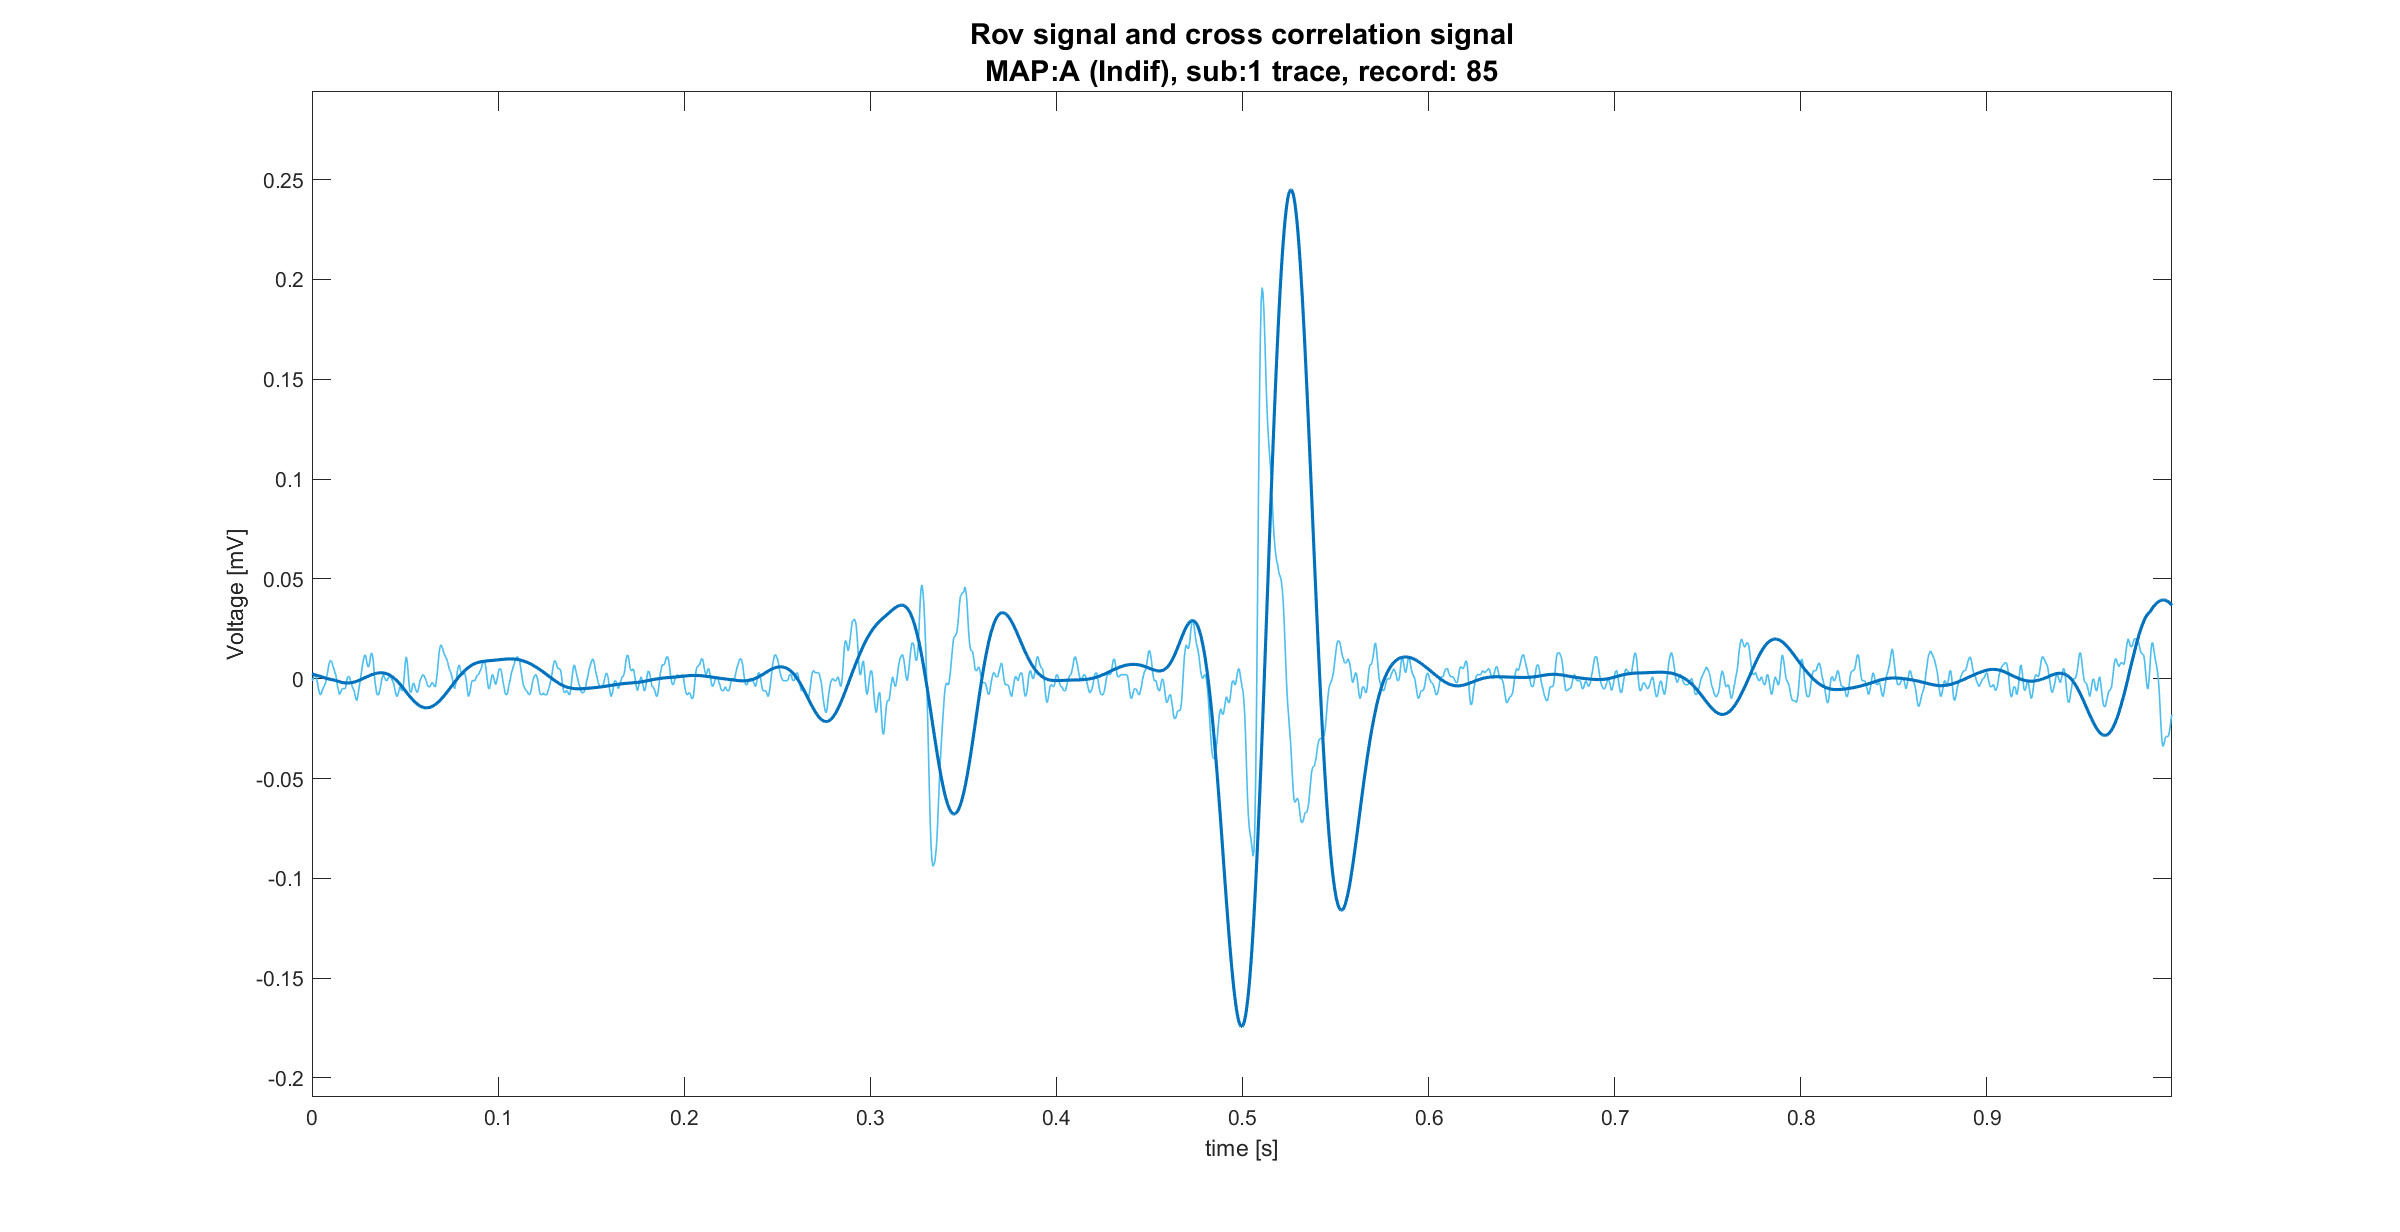 Rov signal and cross correlation signal
MAP:A (Indif), sub:1 trace, record: 85
0.25
0.2
0.15
0.1
0.05
0
-0.05
-0.1
-0.15
-0.2
Voltage [mV]
0 0.1 0.2 0.3 0.4 0.5 0.6 0.7 0.8 0.9
time [s]